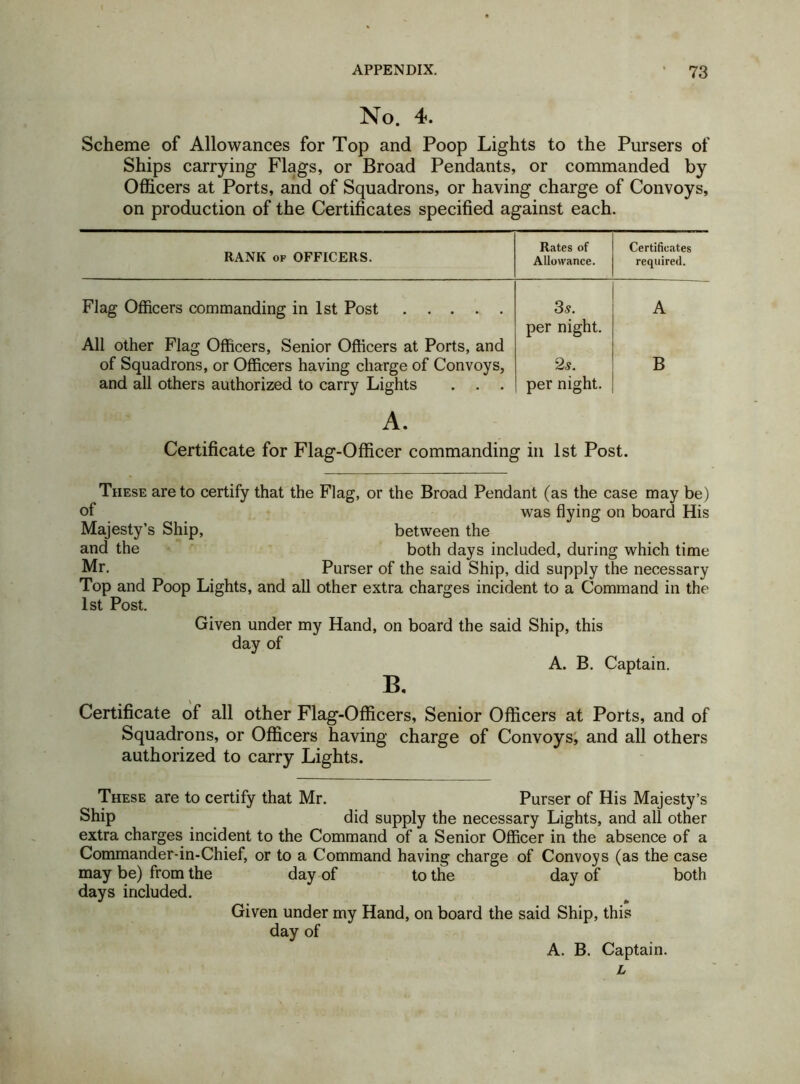 APPENDIX. 73
No. 4.
Scheme of Allowances for Top and Poop Lights to the Pursers of
Ships carrying Flags, or Broad Pendants, or commanded by
Officers at Ports, and of Squadrons, or having charge of Convoys,
on production of the Certificates specified against each.
RANK OF OFFICERS. Rates of Allowance. Certificates required.
Flag Officers commanding in 1st Post . . . . . 3s. A
per night.
All other Flag Officers, Senior Officers at Ports, and
of Squadrons, or Officers having charge of Convoys, 2s. B
and all others authorized to carry Lights . . . per night.
A.
Certificate for Flag-Officer commanding in 1st Post.
These are to certify that the Flag, or the Broad Pendant (as the case may be)
of was flying on board His
Majesty's Ship, between the
and the both days included, during which time
Mr. Purser of the said Ship, did supply the necessary
Top and Poop Lights, and all other extra charges incident to a Command in the
1st Post.
Given under my Hand, on board the said Ship, this
day of
A. B. Captain.
B.
Certificate of all other Flag-Officers, Senior Officers at Ports, and of
Squadrons, or Officers having charge of Convoys, and all others
authorized to carry Lights.
These are to certify that Mr. Purser of His Majesty's
Ship did supply the necessary Lights, and all other
extra charges incident to the Command of a Senior Officer in the absence of a
Commander-in-Chief, or to a Command having charge of Convoys (as the case
may be) from the day of to the day of both
days included.
Given under my Hand, on board the said Ship, this
day of
A. B. Captain.
L